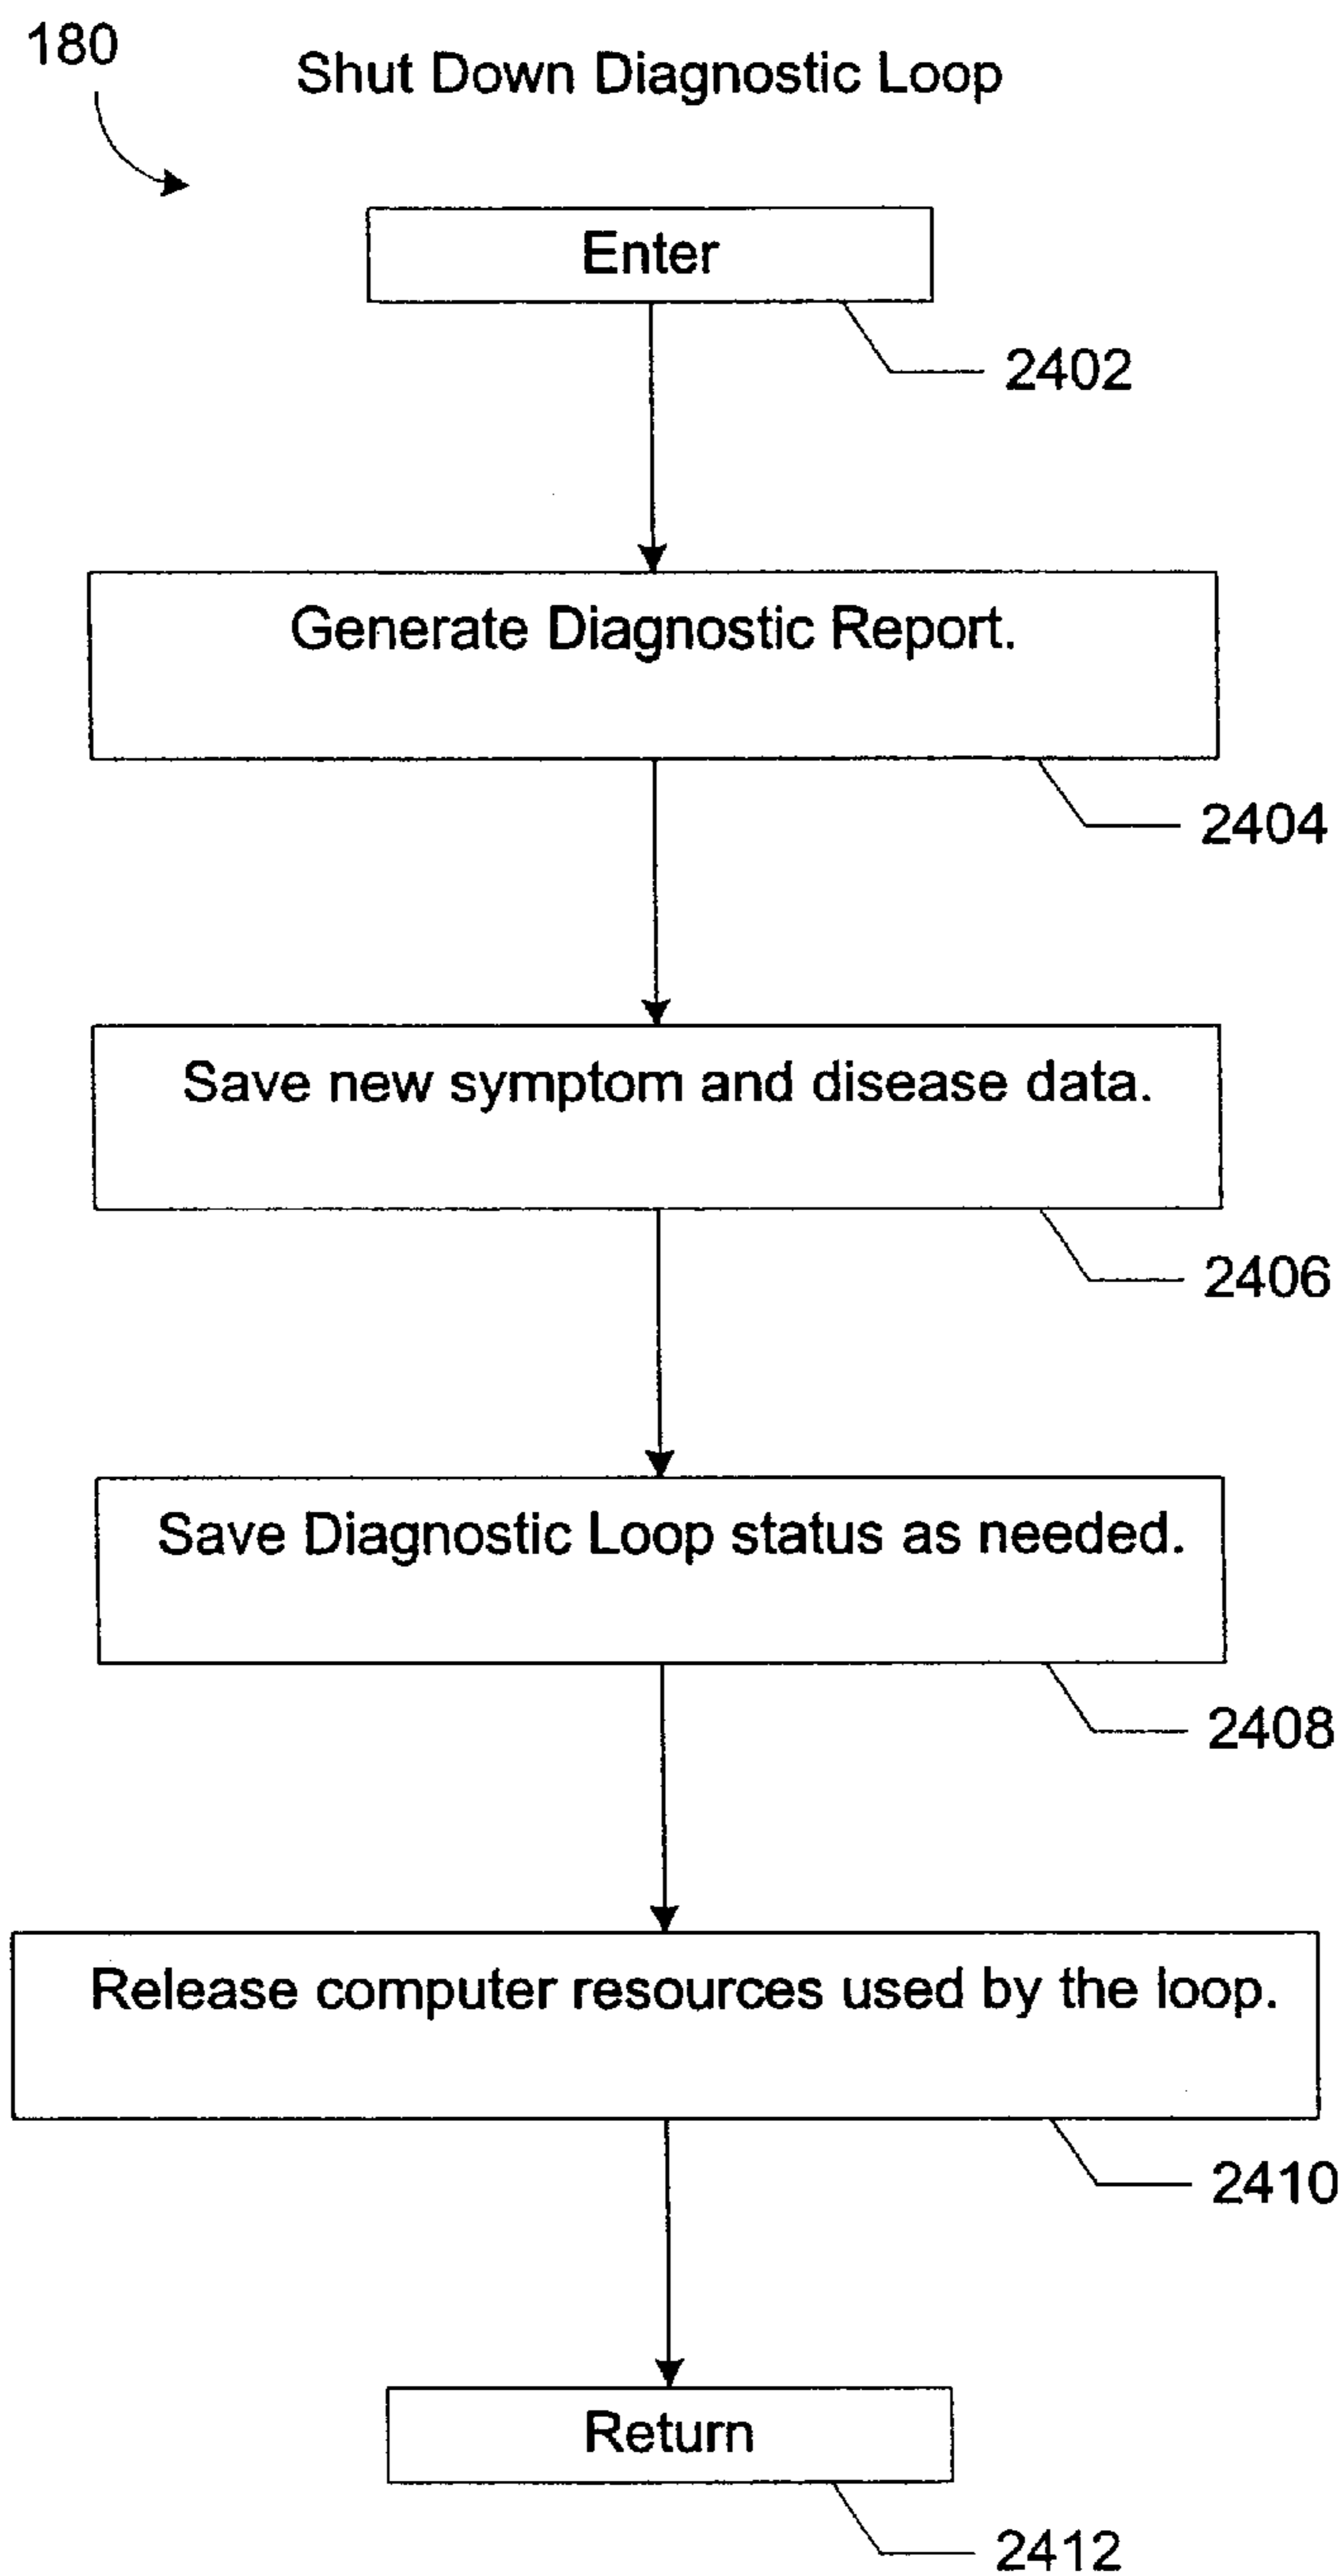 180
Shut Down Diagnostic Loop
Enter
2402
Generate Diagnostic Report.
2404
Save new symptom and disease data.
2406
Save Diagnostic Loop status as needed.
2408
Release computer resources used by the loop.
2410
Return
2412